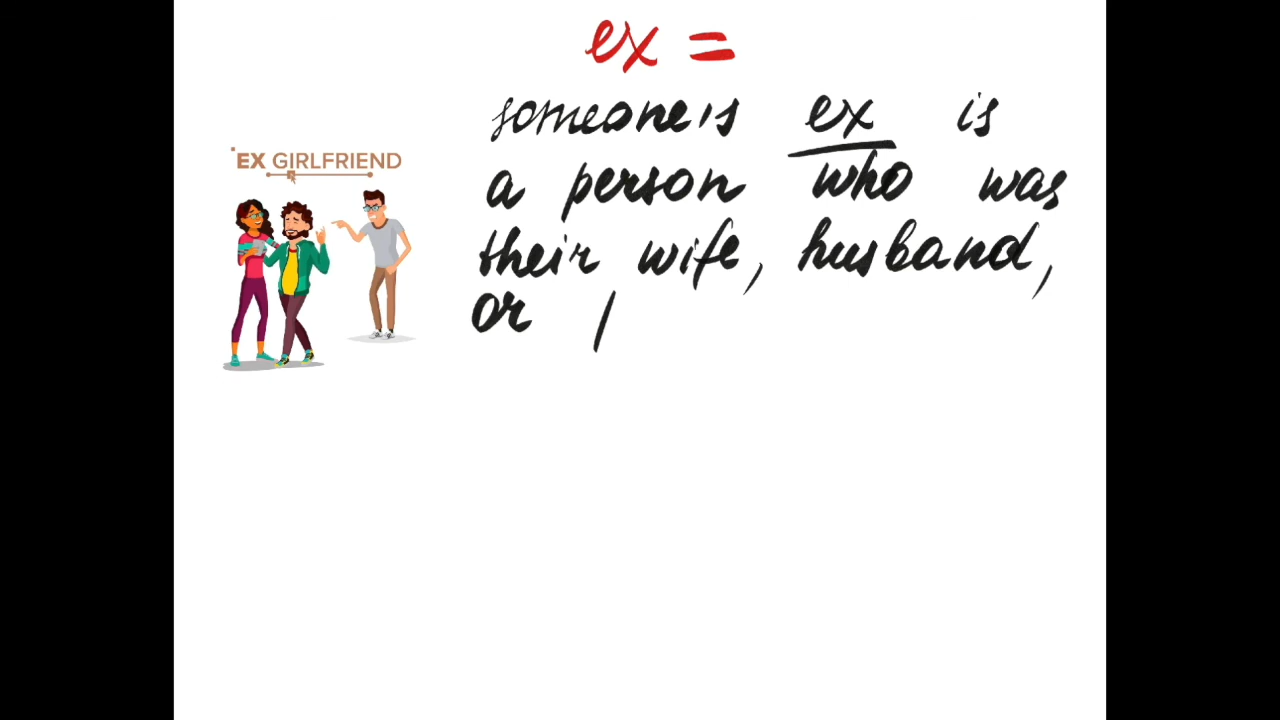 ex =
someone's ex is
EX GIRLFRIEND
a person who was
their wife, husband,
or